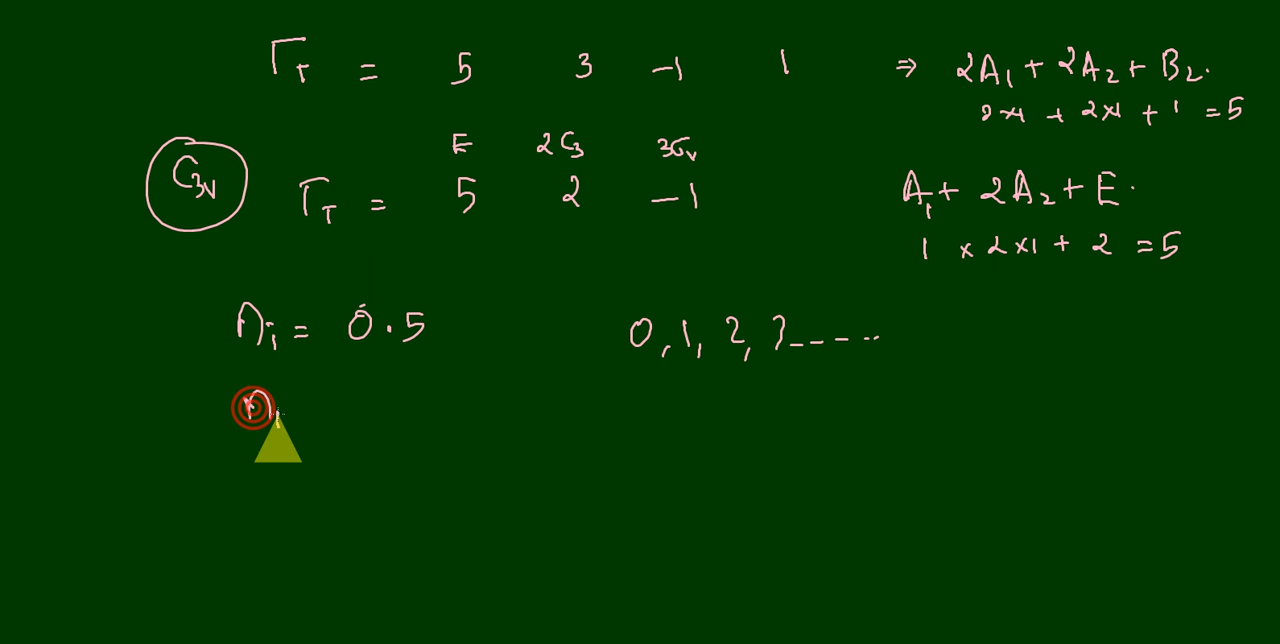 Γ_T = 5 3 -1 1 ⇒ 2A₁ + 2A₂ + B₂.
2×1 + 2×1 + 1 = 5
E 2C₃ 3σᵥ
C₃ᵥ Γ_T = 5 2 -1 A₁ + 2A₂ + E.
1 × 2×1 + 2 = 5
nᵢ = 0.5 0, 1, 2, 3-----
n